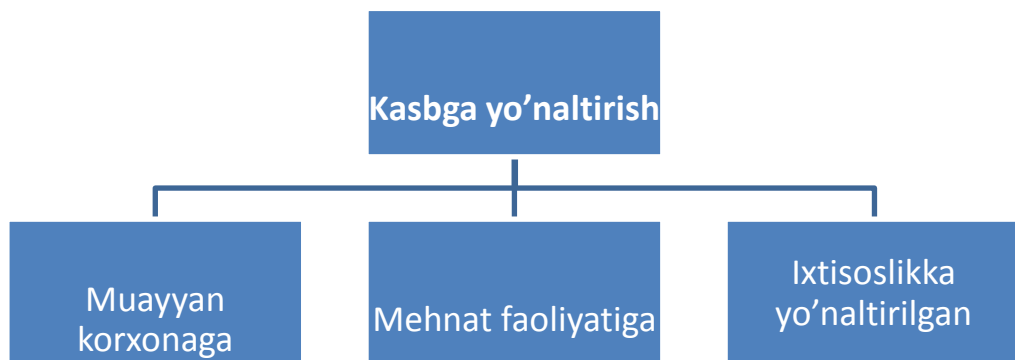 Kasbga yo’naltirish
Muayyan
korxonaga
Mehnat faoliyatiga
Ixtisoslikka
yo’naltirilgan